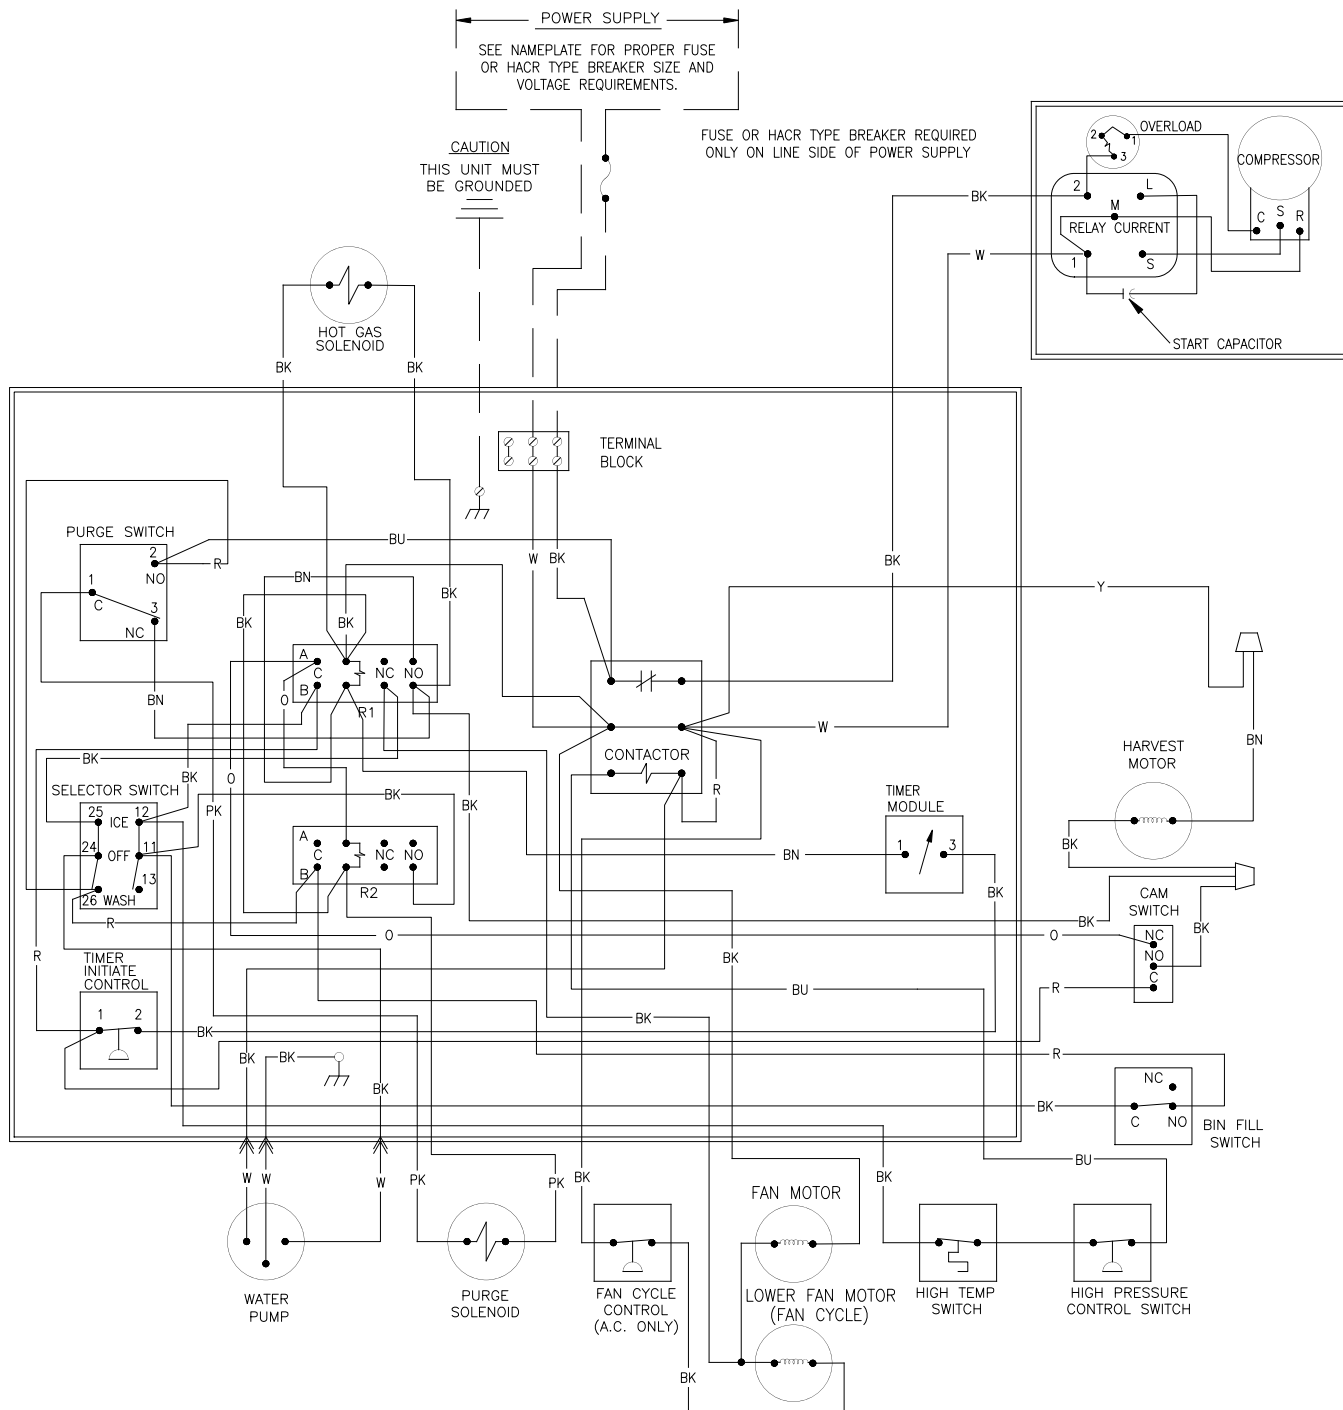 POWER SUPPLY
SEE NAMEPLATE FOR PROPER FUSE
OR HACR TYPE BREAKER SIZE AND
VOLTAGE REQUIREMENTS.
FUSE OR HACR TYPE BREAKER REQUIRED
ONLY ON LINE SIDE OF POWER SUPPLY
CAUTION
THIS UNIT MUST
BE GROUNDED
OVERLOAD
2
1
3
COMPRESSOR
C S R
2
L
M
RELAY CURRENT
1
S
START CAPACITOR
BK
W
HOT GAS
SOLENOID
BK
BK
TERMINAL
BLOCK
PURGE SWITCH
2
NO
1
C
3
NC
R
BU
W
BK
BK
BN
BK
BK
BK
Y
A
C
B
NC
NO
R1
O
BN
W
CONTACTOR
R
HARVEST
MOTOR
BN
BK
BK
O
BK
PK
BK
BK
SELECTOR SWITCH
25
ICE
12
24
OFF
11
13
26
WASH
A
C
B
NC
NO
R2
TIMER
MODULE
1
3
BN
BK
BK
R
O
O
BK
CAM
SWITCH
NC
NO
C
BK
R
TIMER
INITIATE
CONTROL
1
2
R
BK
BU
BK
BK
BK
BK
BK
R
BK
NC
C
NO
BIN FILL
SWITCH
W
W
W
PK
PK
BK
BK
BU
WATER
PUMP
PURGE
SOLENOID
FAN CYCLE
CONTROL
(A.C. ONLY)
FAN MOTOR
LOWER FAN MOTOR
(FAN CYCLE)
HIGH TEMP
SWITCH
HIGH PRESSURE
CONTROL SWITCH
BK